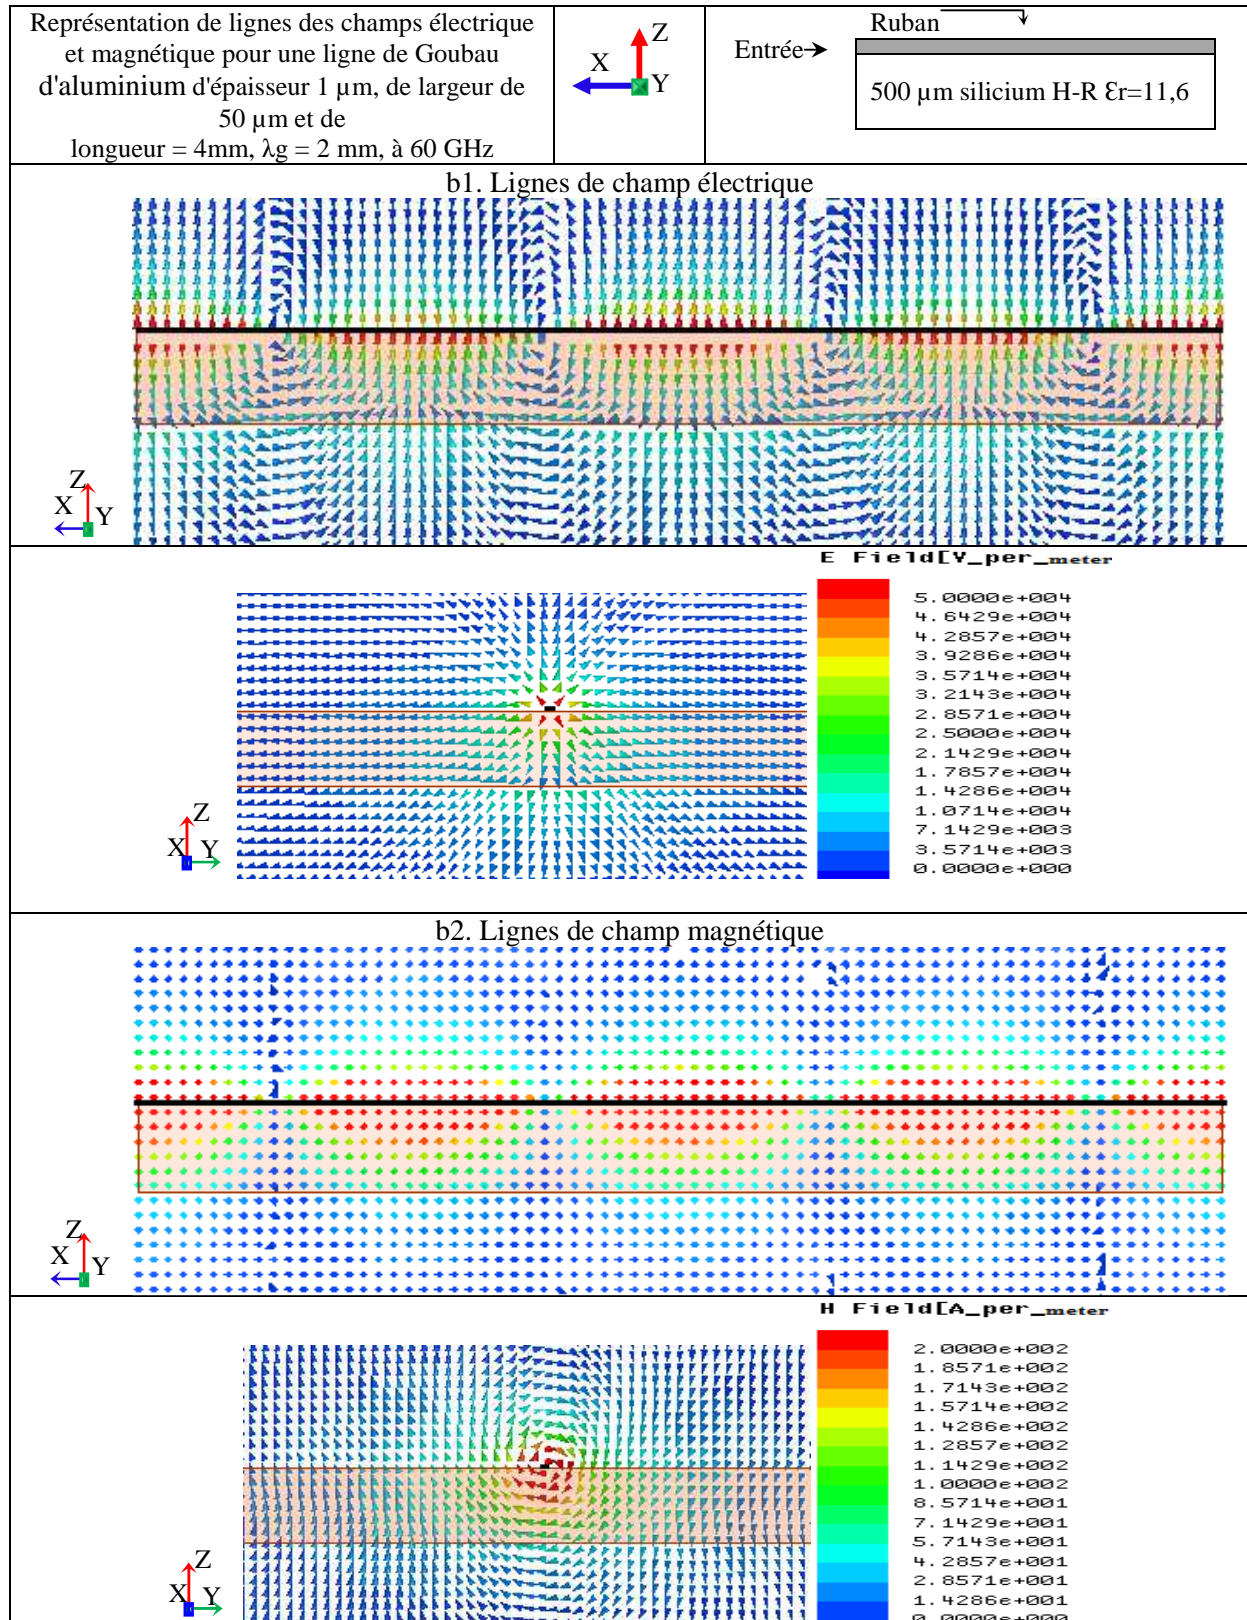 Représentation de lignes des champs électrique
et magnétique pour une ligne de Goubau
d'aluminium d'épaisseur 1 µm, de largeur de
50 µm et de
longueur = 4mm, λg = 2 mm, à 60 GHz
Z
X
Y
Ruban
Entrée
500 µm silicium H-R Ɛr=11,6
b1. Lignes de champ électrique
Z
X
Y
E Field[V_per_meter
5.0000e+004
4.6429e+004
4.2857e+004
3.9286e+004
3.5714e+004
3.2143e+004
2.8571e+004
2.5000e+004
2.1429e+004
1.7857e+004
1.4286e+004
1.0714e+004
7.1429e+003
3.5714e+003
0.0000e+000
Z
X
Y
b2. Lignes de champ magnétique
Z
X
Y
H Field[A_per_meter
2.0000e+002
1.8571e+002
1.7143e+002
1.5714e+002
1.4286e+002
1.2857e+002
1.1429e+002
1.0000e+002
8.5714e+001
7.1429e+001
5.7143e+001
4.2857e+001
2.8571e+001
1.4286e+001
0.0000e+000
Z
X
Y